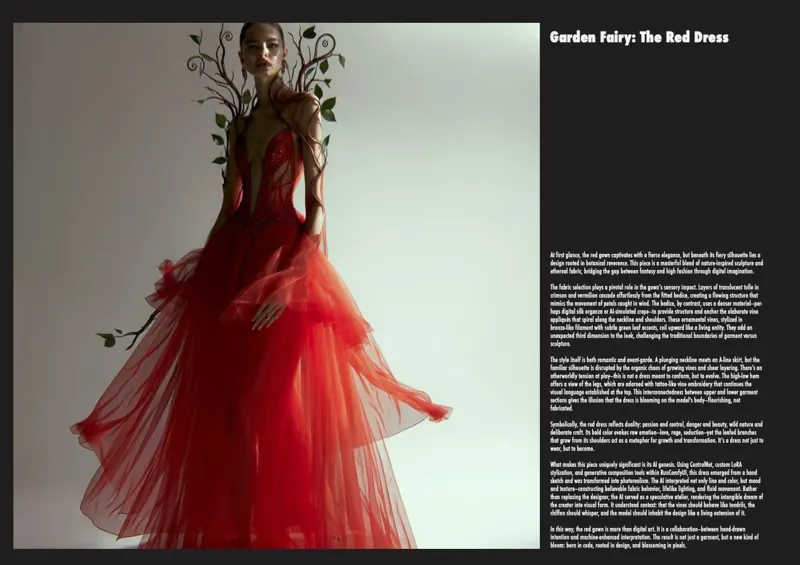 Garden Fairy: The Red Dress
At first glance, the red gown captivates with a fierce elegance, but beneath its fiery silhouette lies a
design rooted in botanical reverence. This piece is a masterful blend of nature-inspired sculpture and
ethereal fabric, bridging the gap between fantasy and high fashion through digital imagination.
The fabric selection plays a pivotal role in the gown's sensory impact. Layers of translucent tulle in
crimson and vermilion cascade effortlessly from the fitted bodice, creating a flowing structure that
mimics the movement of petals caught in wind. The bodice, by contrast, uses a denser material—per-
haps digital silk organza or AI-simulated crepe—to provide structure and anchor the elaborate vine
appliqués that spiral along the neckline and shoulders. These ornamental vines, stylized in
bronze-like filament with subtle green leaf accents, coil upward like a living entity. They add an
unexpected third dimension to the look, challenging the traditional boundaries of garment versus
sculpture.
The style itself is both romantic and avant-garde. A plunging neckline meets an A-line skirt, but the
familiar silhouette is disrupted by the organic chaos of growing vines and sheer layering. There's an
otherworldly tension at play—this is not a dress meant to conform, but to evolve. The high-low hem
offers a view of the legs, which are adorned with tattoo-like vine embroidery that continues the
visual language established at the top. This interconnectedness between upper and lower garment
sections gives the illusion that the dress is blooming on the model's body—flourishing, not
fabricated.
Symbolically, the red dress reflects duality: passion and control, danger and beauty, wild nature and
deliberate craft. Its bold color evokes raw emotion—love, rage, seduction—yet the leafed branches
that grow from its shoulders act as a metaphor for growth and transformation. It's a dress not just to
wear, but to become.
What makes this piece uniquely significant is its AI genesis. Using ControlNet, custom LoRA
stylization, and generative composition tools within RunComfyUI, this dress emerged from a hand
sketch and was transformed into photorealism. The AI interpreted not only line and color, but mood
and texture—constructing believable fabric behavior, lifelike lighting, and fluid movement. Rather
than replacing the designer, the AI served as a speculative atelier, rendering the intangible dream of
the creator into visual form. It understood context: that the vines should behave like tendrils, the
chiffon should whisper, and the model should inhabit the design like a living extension of it.
In this way, the red gown is more than digital art. It is a collaboration—between hand-drawn
intention and machine-enhanced interpretation. The result is not just a garment, but a new kind of
bloom: born in code, rooted in design, and blossoming in pixels.